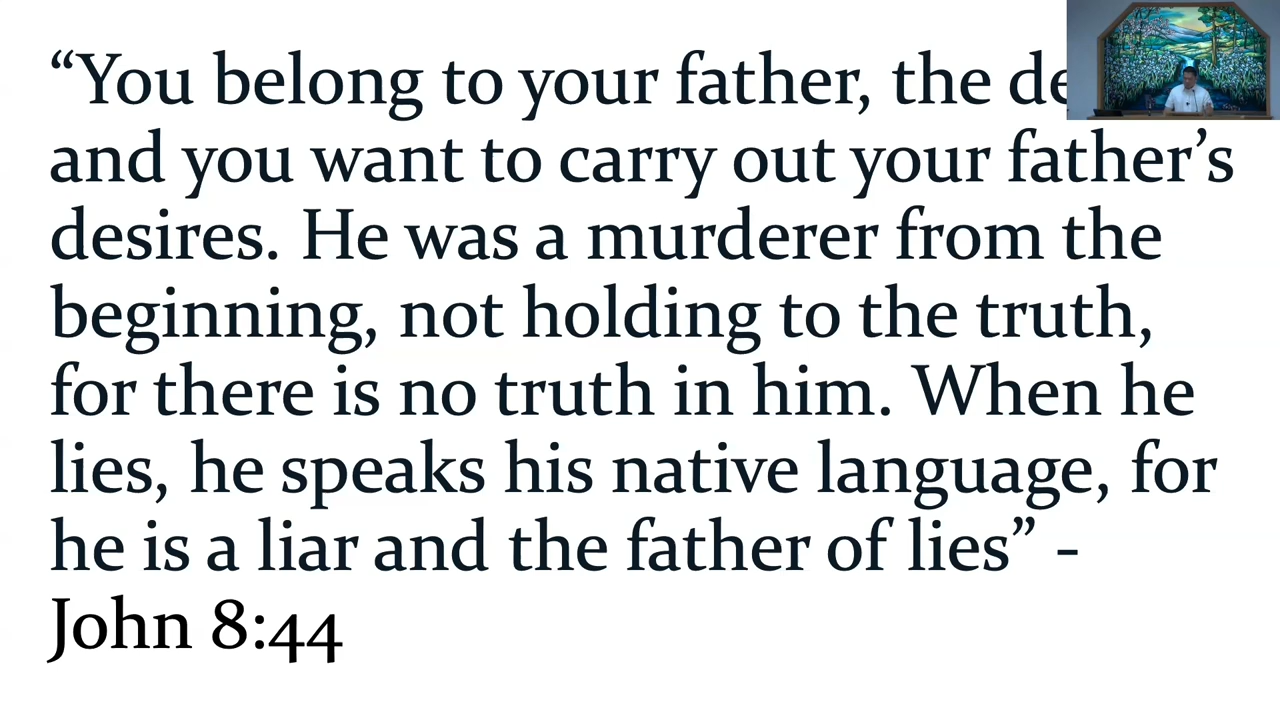 “You belong to your father, the
and you want to carry out your father’s
desires. He was a murderer from the
beginning, not holding to the truth,
for there is no truth in him. When he
lies, he speaks his native language, for
he is a liar and the father of lies” -
John 8:44